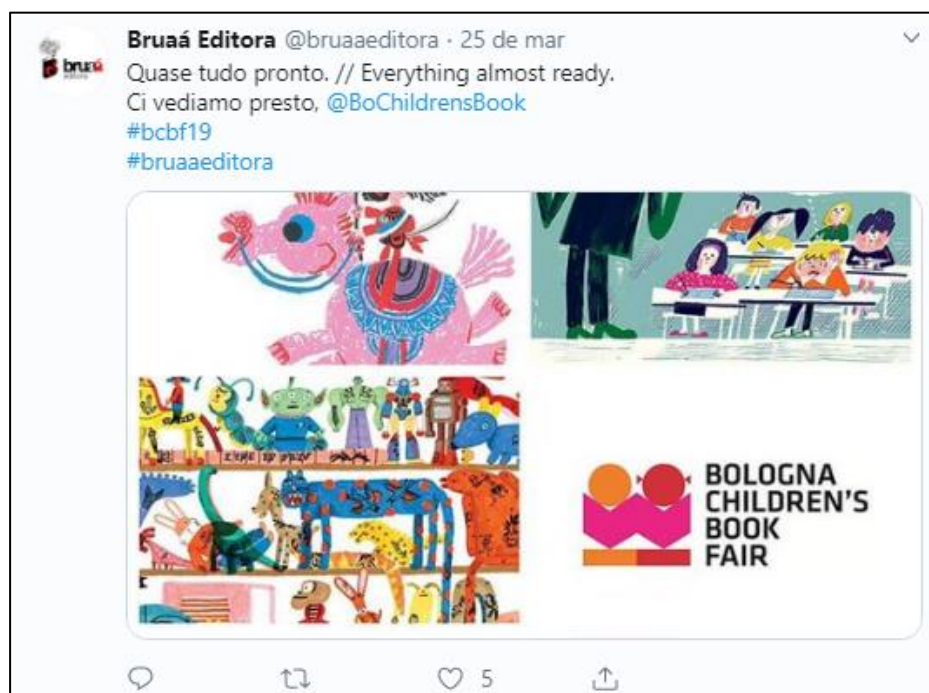 bruaá
Bruaá Editora @bruaaeditora · 25 de mar
Quase tudo pronto. // Everything almost ready.
Ci vediamo presto, @BoChildrensBook
#bcbf19
#bruaaeditora
BOLOGNA
CHILDREN'S
BOOK
FAIR
5